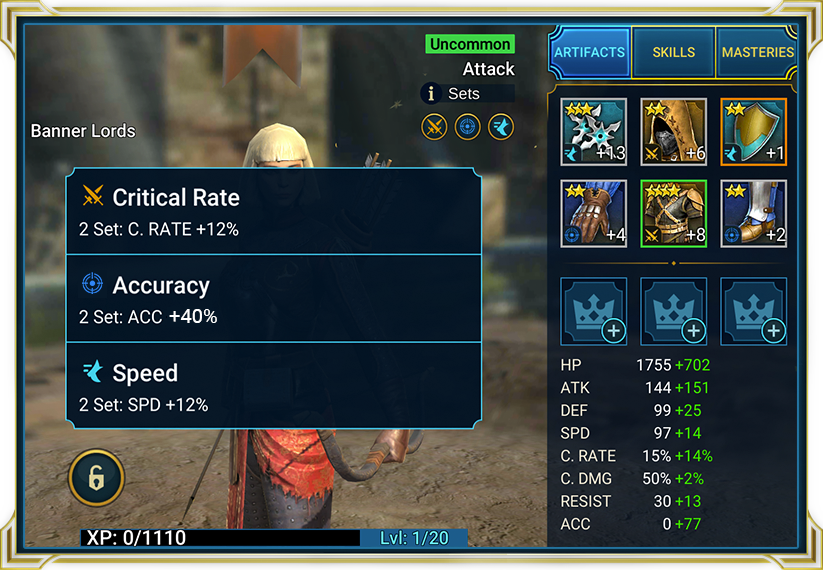 Uncommon
Attack
i Sets
Banner Lords
Critical Rate
2 Set: C. RATE +12%
Accuracy
2 Set: ACC +40%
Speed
2 Set: SPD +12%
XP: 0/1110
Lvl: 1/20
ARTIFACTS SKILLS MASTERIES
+13 +6 +1
+4 +8 +2
+ + +
HP 1755 +702
ATK 144 +151
DEF 99 +25
SPD 97 +14
C. RATE 15% +14%
C. DMG 50% +2%
RESIST 30 +13
ACC 0 +77